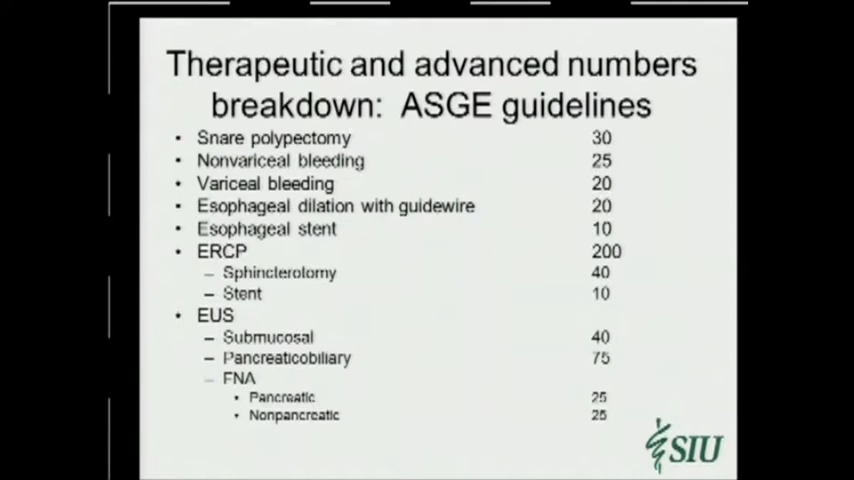 Therapeutic and advanced numbers
breakdown: ASGE guidelines
• Snare polypectomy 30
• Nonvariceal bleeding 25
• Variceal bleeding 20
• Esophageal dilation with guidewire 20
• Esophageal stent 10
• ERCP 200
– Sphincterotomy 40
– Stent 10
• EUS
– Submucosal 40
– Pancreaticobiliary 75
– FNA
• Pancreatic 25
• Nonpancreatic 25
SIU